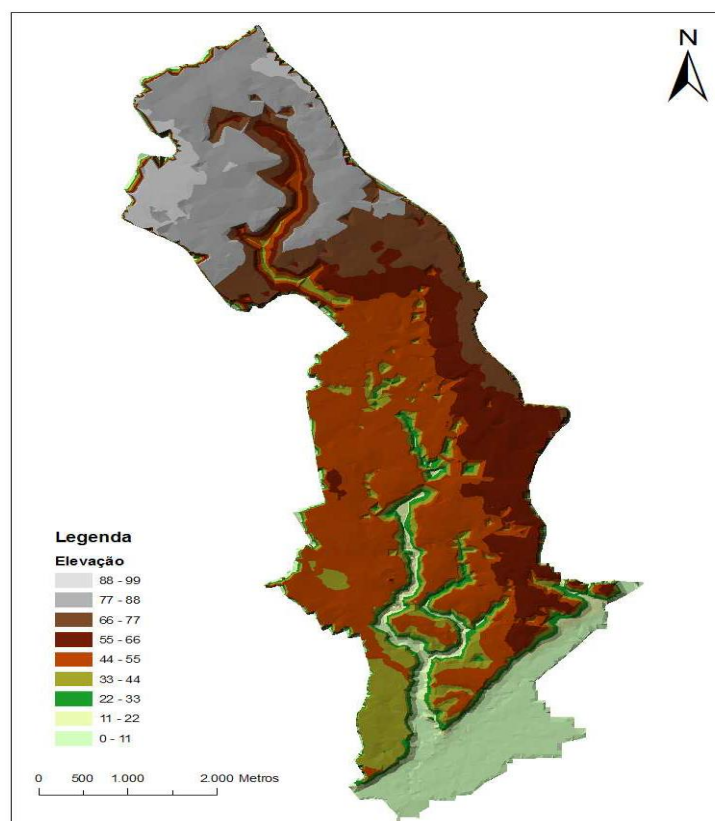 N
Legenda
Elevação
88 - 99
77 - 88
66 - 77
55 - 66
44 - 55
33 - 44
22 - 33
11 - 22
0 - 11
0 500 1.000 2.000 Metros